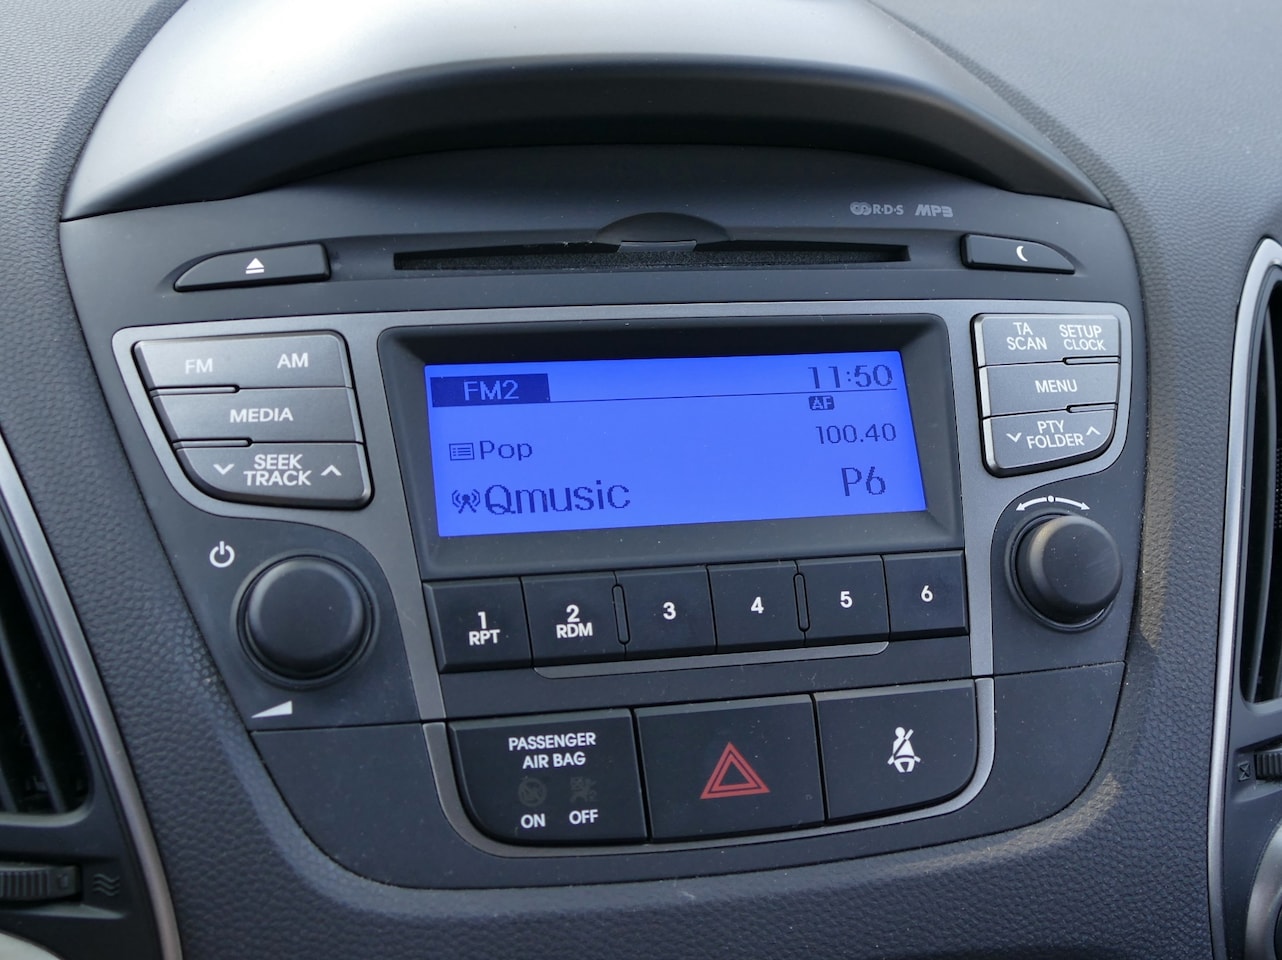 R·D·S MP3
FM AM
MEDIA
SEEK
TRACK
FM2 11:50
AF
Pop 100.40
Qmusic P6
TA
SCAN
SETUP
CLOCK
MENU
PTY
FOLDER
1
RPT
2
RDM
3
4
5
6
PASSENGER
AIR BAG
ON OFF